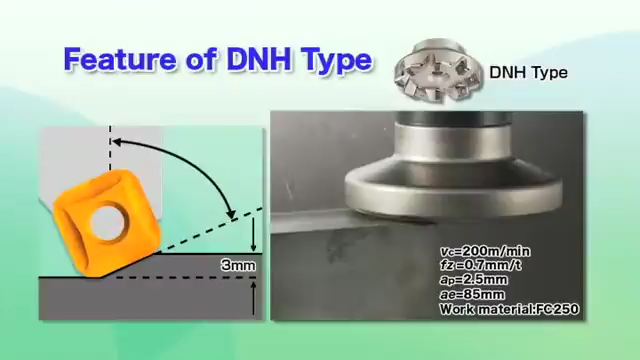 Feature of DNH Type
DNH Type
3mm
vc=200m/min
fz=0.7mm/t
ap=2.5mm
ae=85mm
Work material:FC250